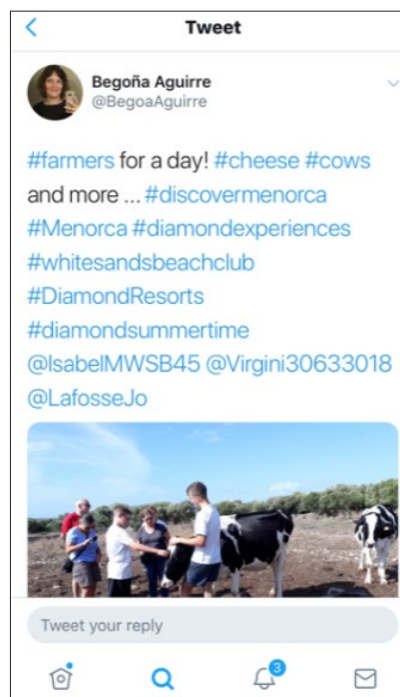 Tweet
Begoña Aguirre
@BegoaAguirre
#farmers for a day! #cheese #cows
and more ... #discovermenorca
#Menorca #diamondexperiences
#whitesandsbeachclub
#DiamondResorts
#diamondsummertime
@IsabelMWSB45 @Virgini30633018
@LafosseJo
Tweet your reply
3